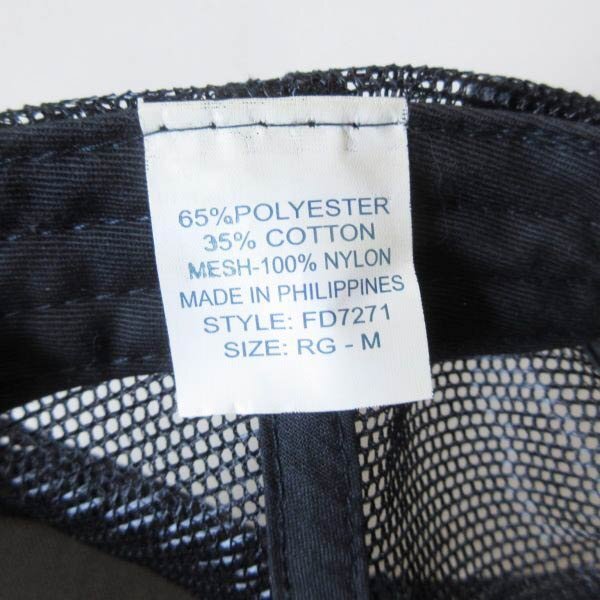 65%POLYESTER
35% COTTON
MESH-100% NYLON
MADE IN PHILIPPINES
STYLE: FD7271
SIZE: RG - M